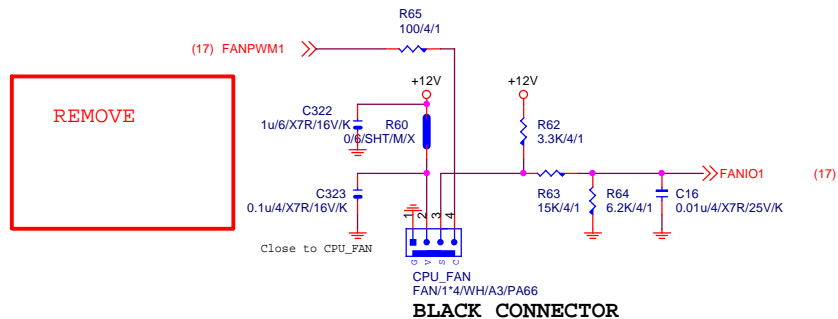 R65
100/4/1
(17) FANPWM1
+12V
+12V
REMOVE
C322
1u/6/X7R/16V/K
R60
0/6/SHT/M/X
R62
3.3K/4/1
FANIO1 (17)
C323
0.1u/4/X7R/16V/K
R63
15K/4/1
R64
6.2K/4/1
C16
0.01u/4/X7R/25V/K
1 2 3 4
Close to CPU_FAN
G V S C
CPU_FAN
FAN/1*4/WH/A3/PA66
BLACK CONNECTOR